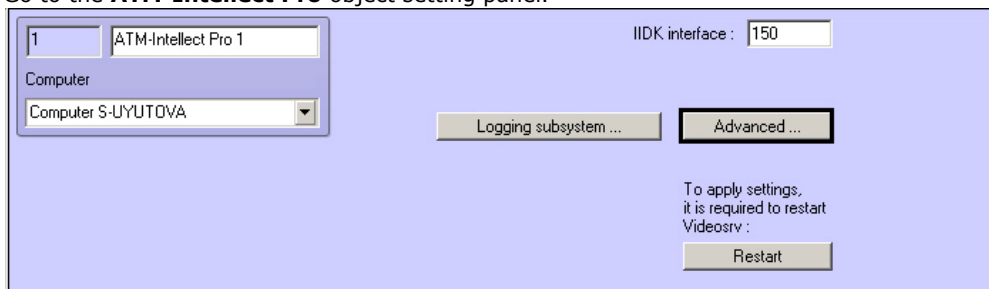 Go to the ATM-Intellect Pro object setting panel.
1
ATM-Intellect Pro 1
IIDK interface : 150
Computer
Computer S-UYUTOVA
Logging subsystem ...
Advanced ...
To apply settings,
it is required to restart
Videosrv :
Restart